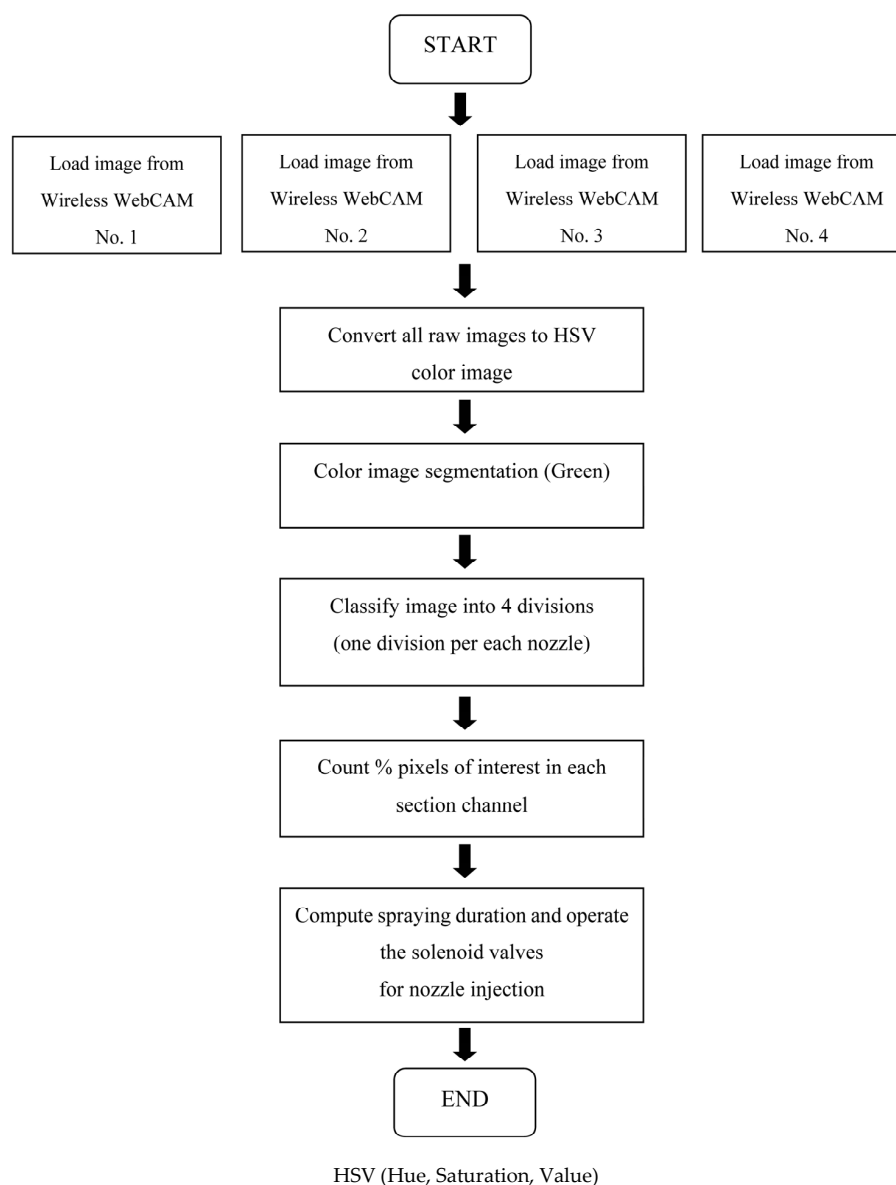 START
Load image from
Wireless WebCAM
No. 1
Load image from
Wireless WebCAM
No. 2
Load image from
Wireless WebCAM
No. 3
Load image from
Wireless WebCAM
No. 4
Convert all raw images to HSV
color image
Color image segmentation (Green)
Classify image into 4 divisions
(one division per each nozzle)
Count % pixels of interest in each
section channel
Compute spraying duration and operate
the solenoid valves
for nozzle injection
END
HSV (Hue, Saturation, Value)